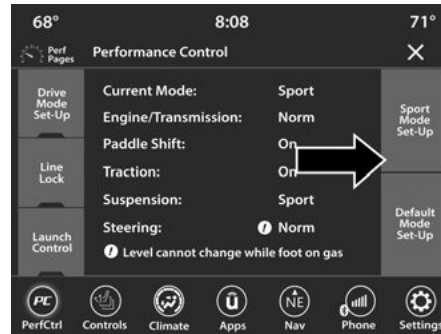 68°
8:08
71°
Perf
Pages
Performance Control
Drive
Mode
Set-Up
Line
Lock
Launch
Control
Current Mode: Sport
Engine/Transmission: Norm
Paddle Shift: On
Traction: On
Suspension: Sport
Steering: Norm
Level cannot change while foot on gas
Sport
Mode
Set-Up
Default
Mode
Set-Up
PC
PerfCtrl
Controls
Climate
ū
Apps
NE
Nav
Phone
Settings